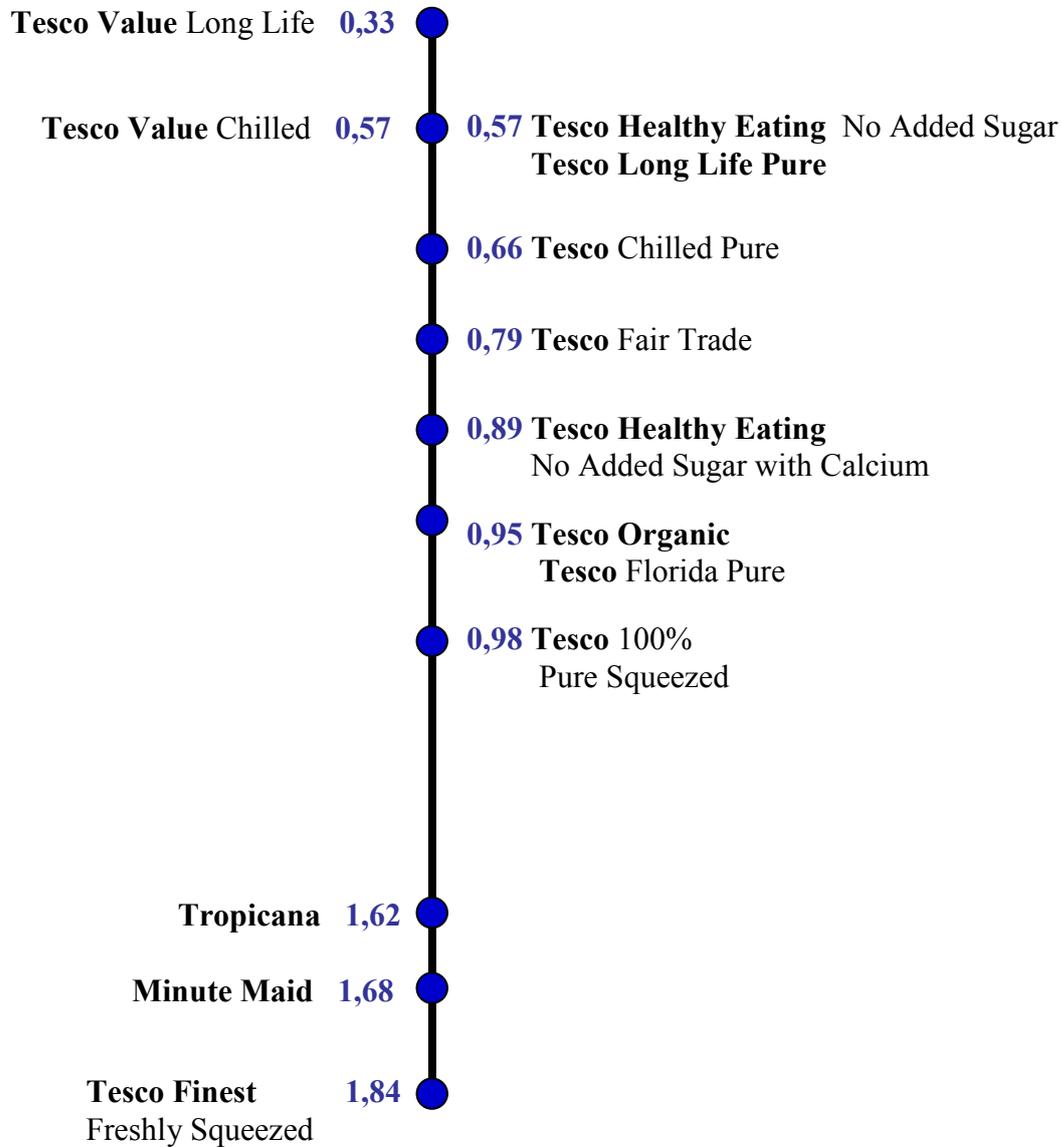 Tesco Value Long Life 0,33
Tesco Value Chilled 0,57
0,57 Tesco Healthy Eating No Added Sugar
Tesco Long Life Pure
0,66 Tesco Chilled Pure
0,79 Tesco Fair Trade
0,89 Tesco Healthy Eating
No Added Sugar with Calcium
0,95 Tesco Organic
Tesco Florida Pure
0,98 Tesco 100%
Pure Squeezed
Tropicana 1,62
Minute Maid 1,68
Tesco Finest 1,84
Freshly Squeezed